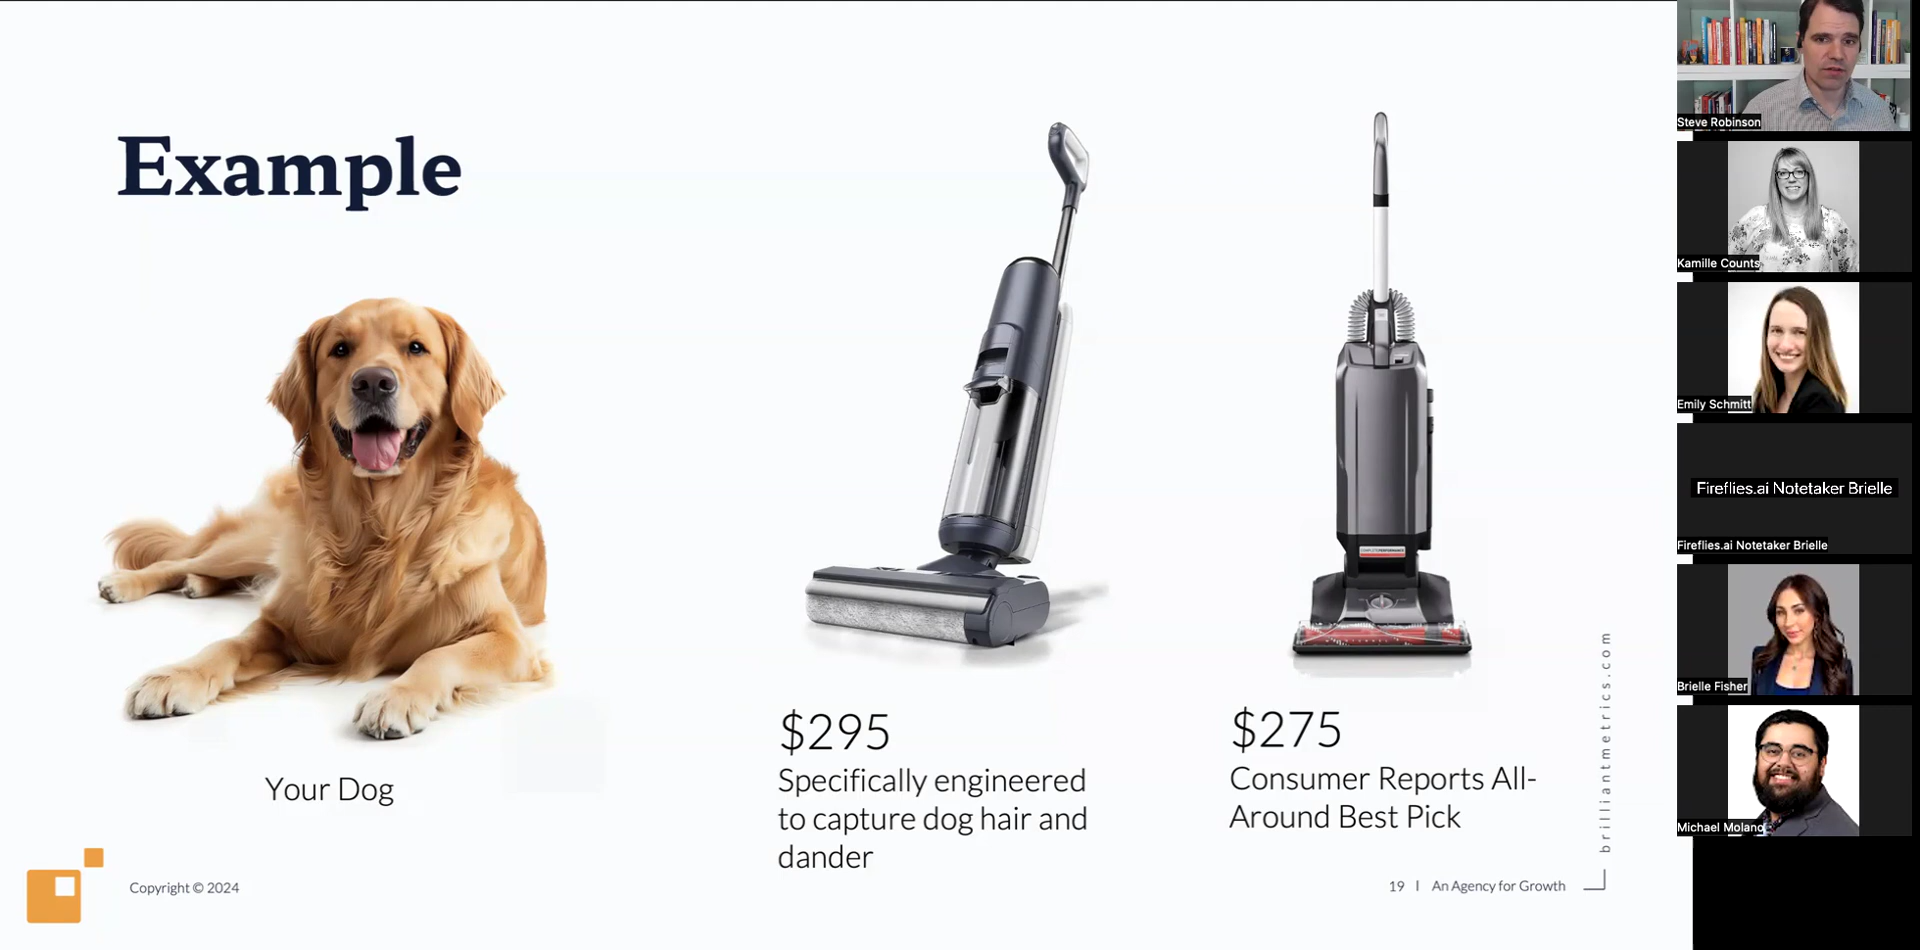 Example
Your Dog
$295
Specifically engineered
to capture dog hair and
dander
$275
Consumer Reports All-
Around Best Pick
brilliantmetrics.com
Copyright © 2024
19 | An Agency for Growth
Steve Robinson
Kamille Counts
Emily Schmitt
Fireflies.ai Notetaker Brielle
Fireflies.ai Notetaker Brielle
Brielle Fisher
Michael Molano